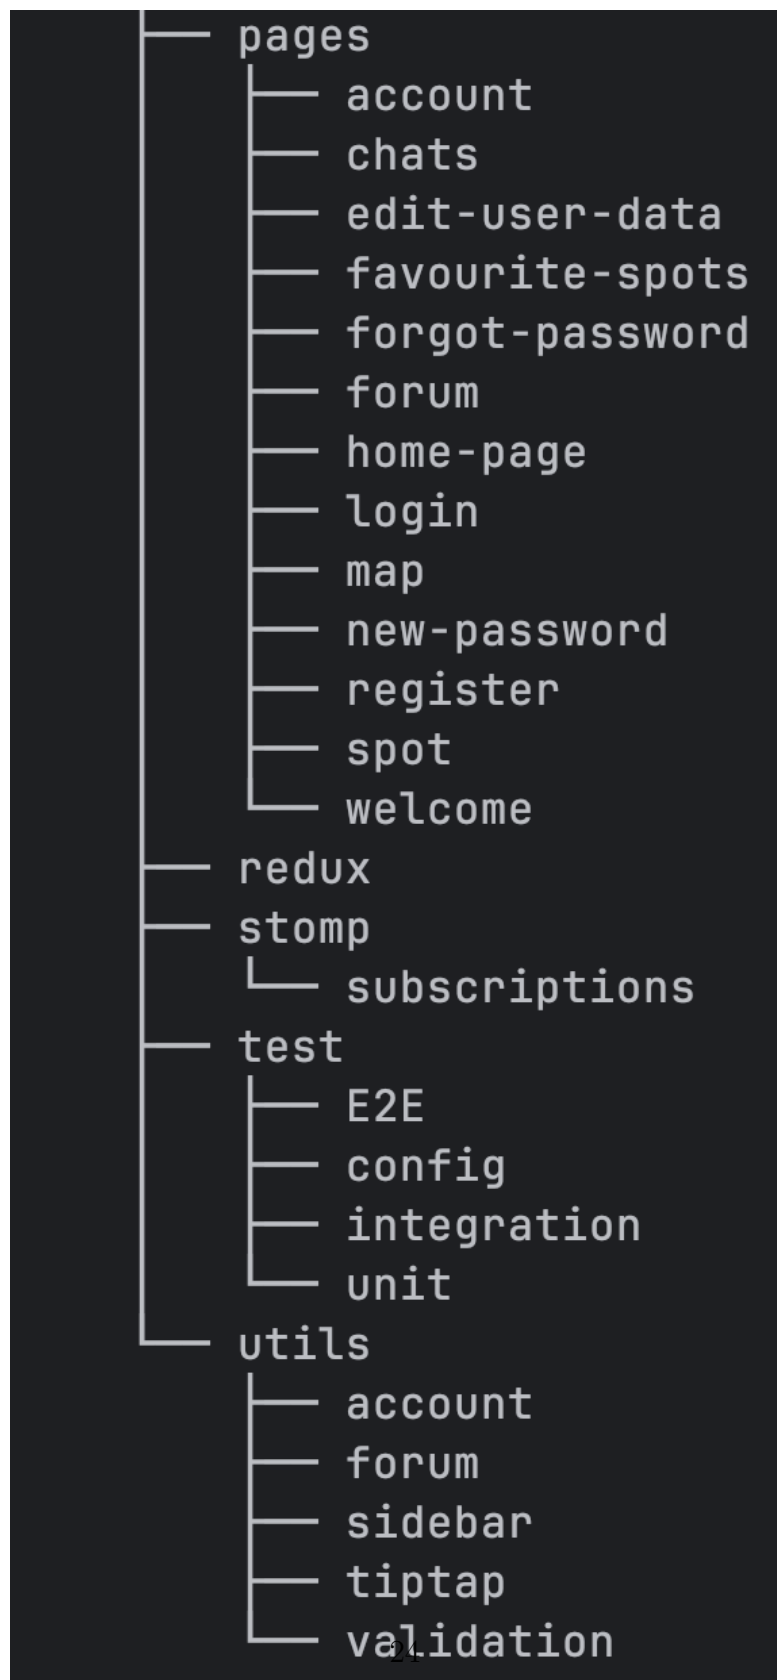 pages
account
chats
edit-user-data
favourite-spots
forgot-password
forum
home-page
login
map
new-password
register
spot
welcome
redux
stomp
subscriptions
test
E2E
config
integration
unit
utils
account
forum
sidebar
tiptap
validation
24